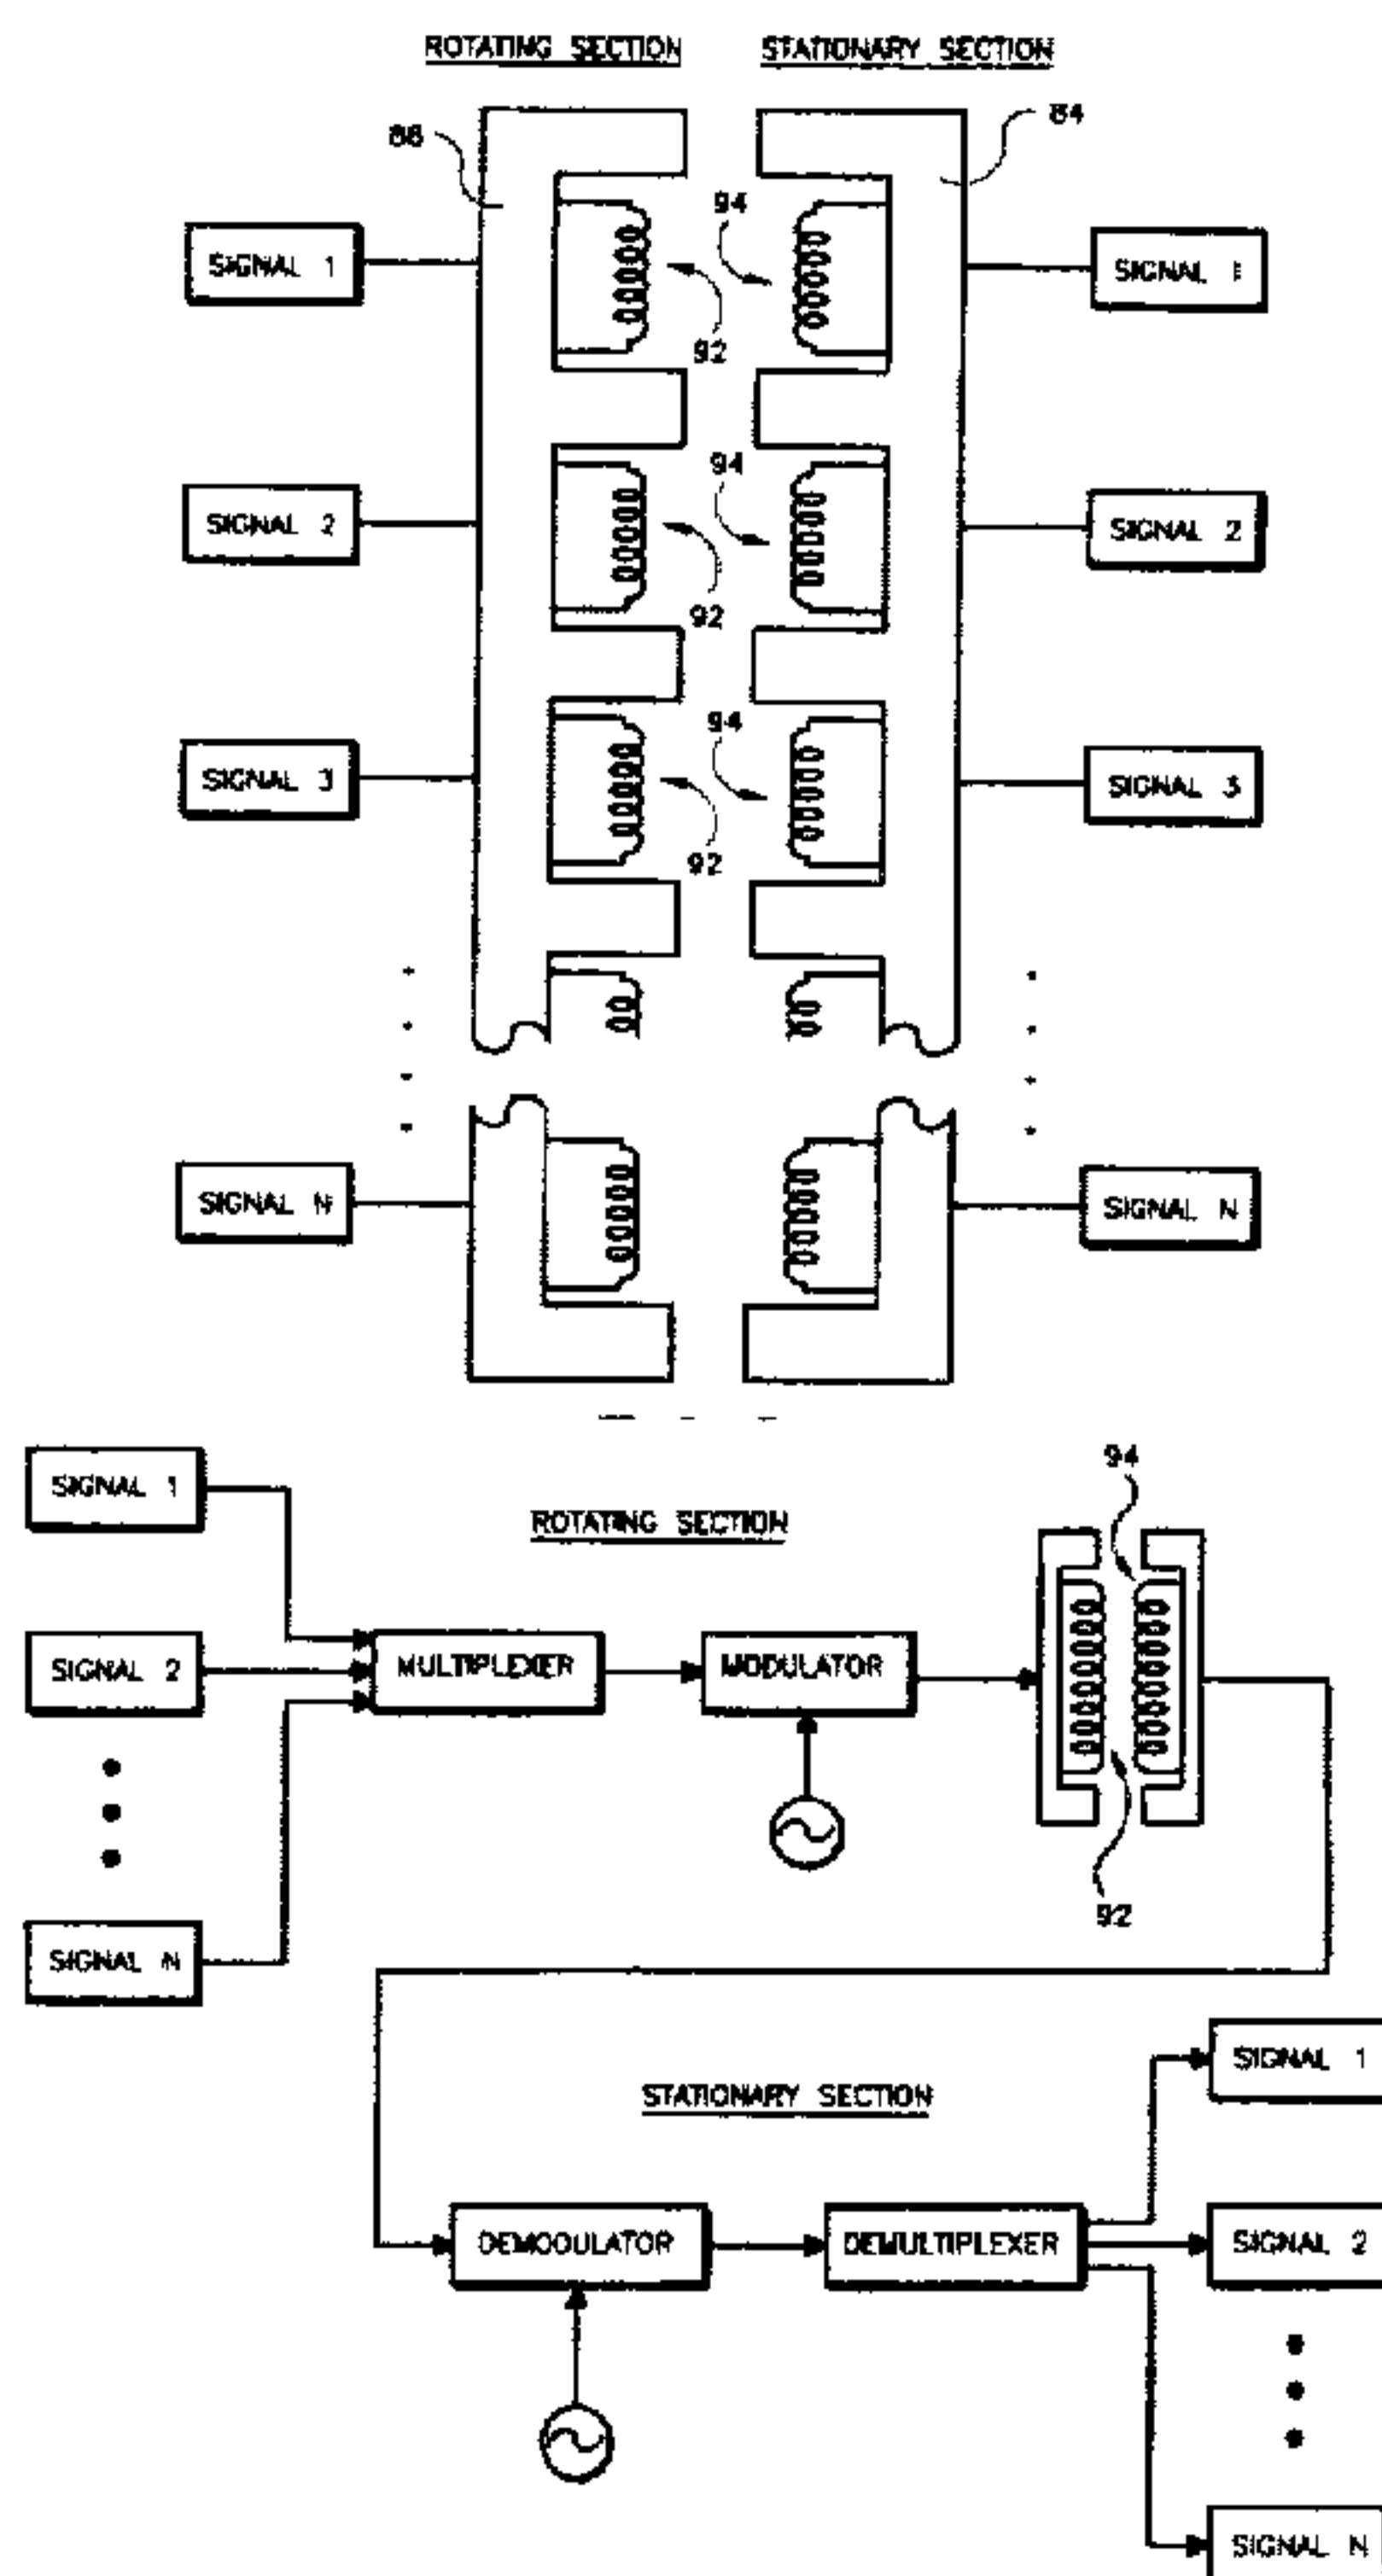 ROTATING SECTION
STATIONARY SECTION
84
94
SIGNAL 1
SIGNAL 1
92
94
SIGNAL 2
SIGNAL 2
92
94
SIGNAL 3
SIGNAL 3
92
SIGNAL N
SIGNAL N
94
SIGNAL 1
ROTATING SECTION
SIGNAL 2
MULTIPLEXER
MODULATOR
92
SIGNAL N
SIGNAL 1
STATIONARY SECTION
DEMODULATOR
DEMULTIPLEXER
SIGNAL 2
SIGNAL N